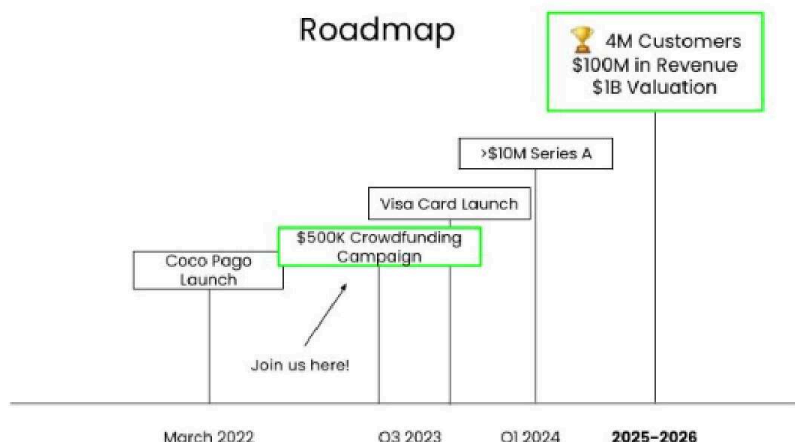 Roadmap
🏆 4M Customers
$100M in Revenue
$1B Valuation
>$10M Series A
Visa Card Launch
$500K Crowdfunding
Campaign
Coco Pago
Launch
Join us here!
March 2022
Q3 2023
Q1 2024
2025-2026